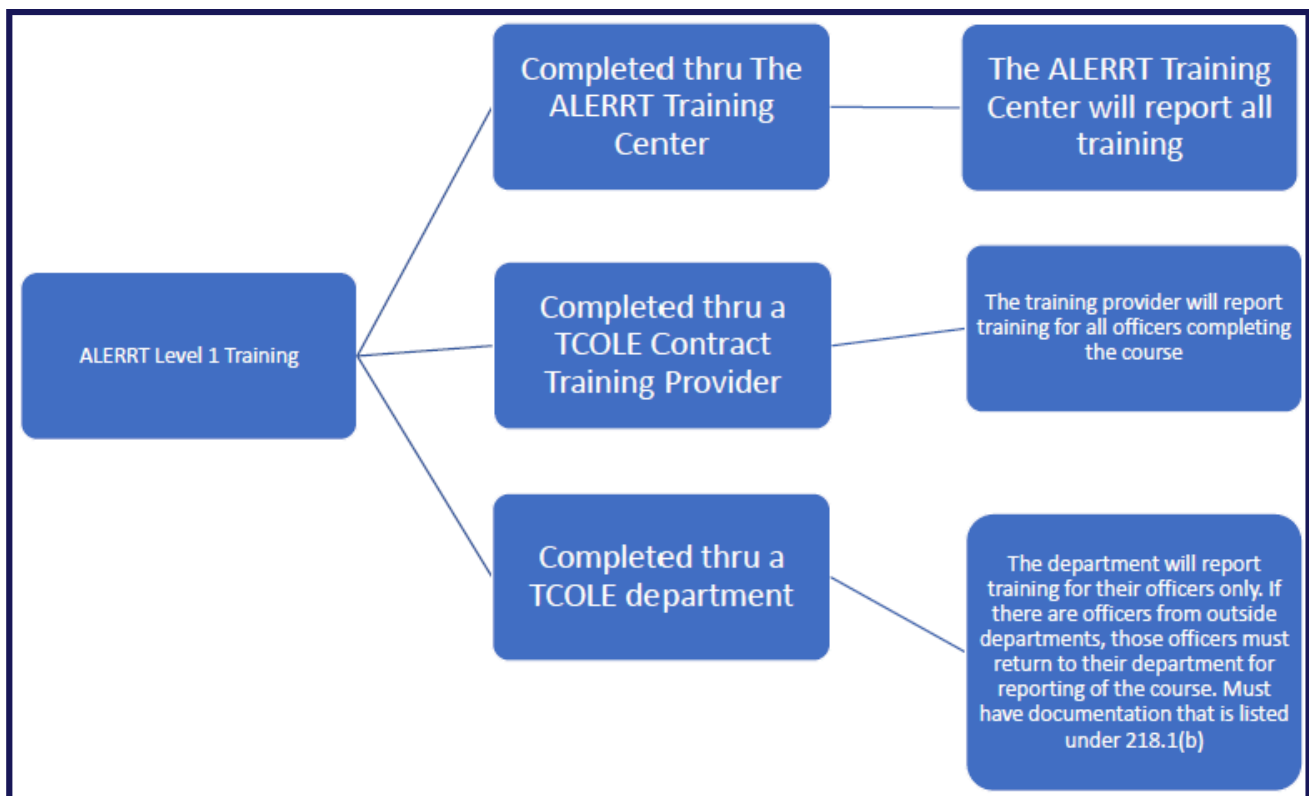 ALERRT Level 1 Training
Completed thru The
ALERRT Training
Center
The ALERRT Training
Center will report all
training
Completed thru a
TCOLE Contract
Training Provider
The training provider will report
training for all officers completing
the course
Completed thru a
TCOLE department
The department will report
training for their officers only. If
there are officers from outside
departments, those officers must
return to their department for
reporting of the course. Must
have documentation that is listed
under 218.1(b)